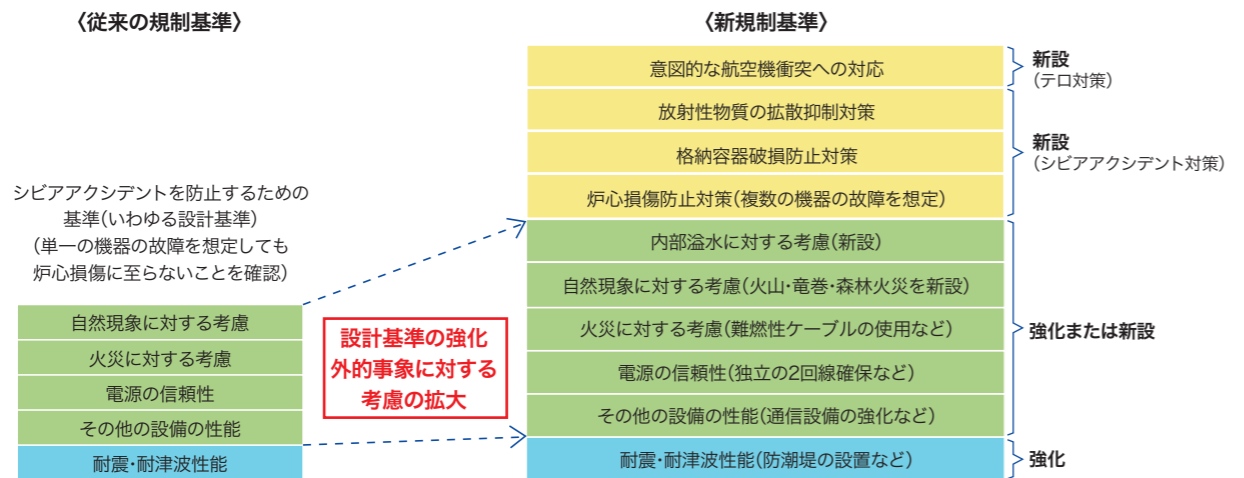 〈従来の規制基準〉
シビアアクシデントを防止するための
基準(いわゆる設計基準)
(単一の機器の故障を想定しても
炉心損傷に至らないことを確認)
自然現象に対する考慮
火災に対する考慮
電源の信頼性
その他の設備の性能
耐震・耐津波性能
設計基準の強化
外的事象に対する
考慮の拡大
〈新規制基準〉
意図的な航空機衝突への対応
放射性物質の拡散抑制対策
格納容器破損防止対策
炉心損傷防止対策(複数の機器の故障を想定)
内部溢水に対する考慮(新設)
自然現象に対する考慮(火山・竜巻・森林火災を新設)
火災に対する考慮(難燃性ケーブルの使用など)
電源の信頼性(独立の2回線確保など)
その他の設備の性能(通信設備の強化など)
耐震・耐津波性能(防潮堤の設置など)
新設
(テロ対策)
新設
(シビアアクシデント対策)
強化または新設
強化